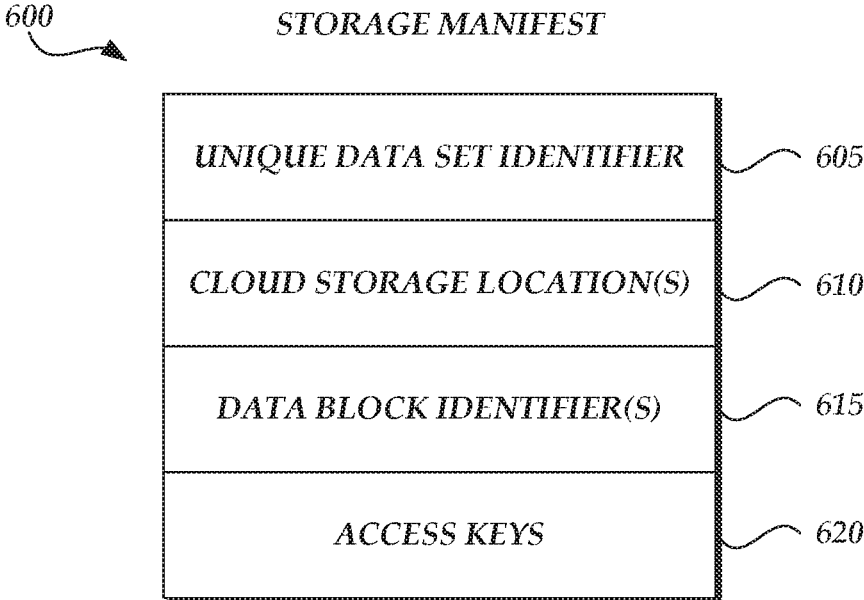 600
STORAGE MANIFEST
UNIQUE DATA SET IDENTIFIER 605
CLOUD STORAGE LOCATION(S) 610
DATA BLOCK IDENTIFIER(S) 615
ACCESS KEYS 620